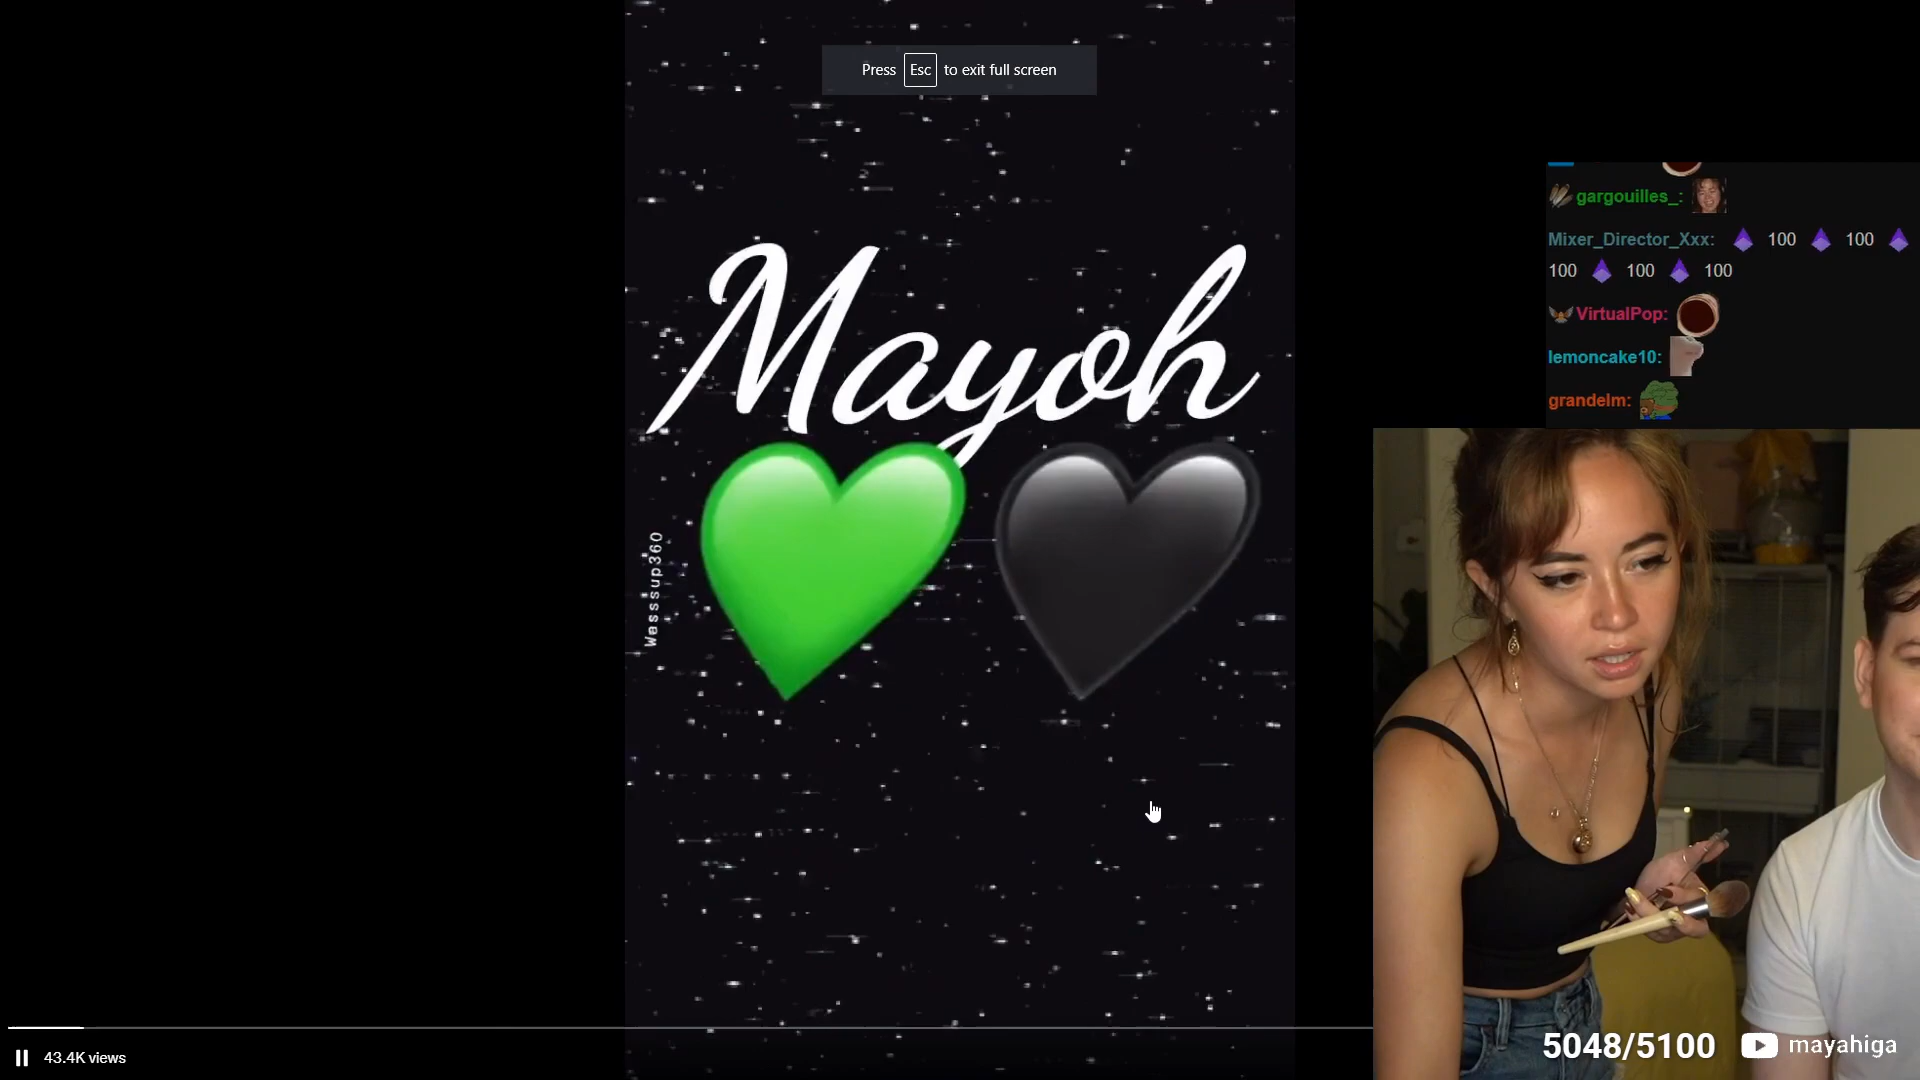 Press Esc to exit full screen
Mayoh
Wasssup360
gargouilles_:
Mixer_Director_Xxx: 100 100
100 100 100
VirtualPop:
lemoncake10:
grandelm:
43.4K views
5048/5100 mayahiga